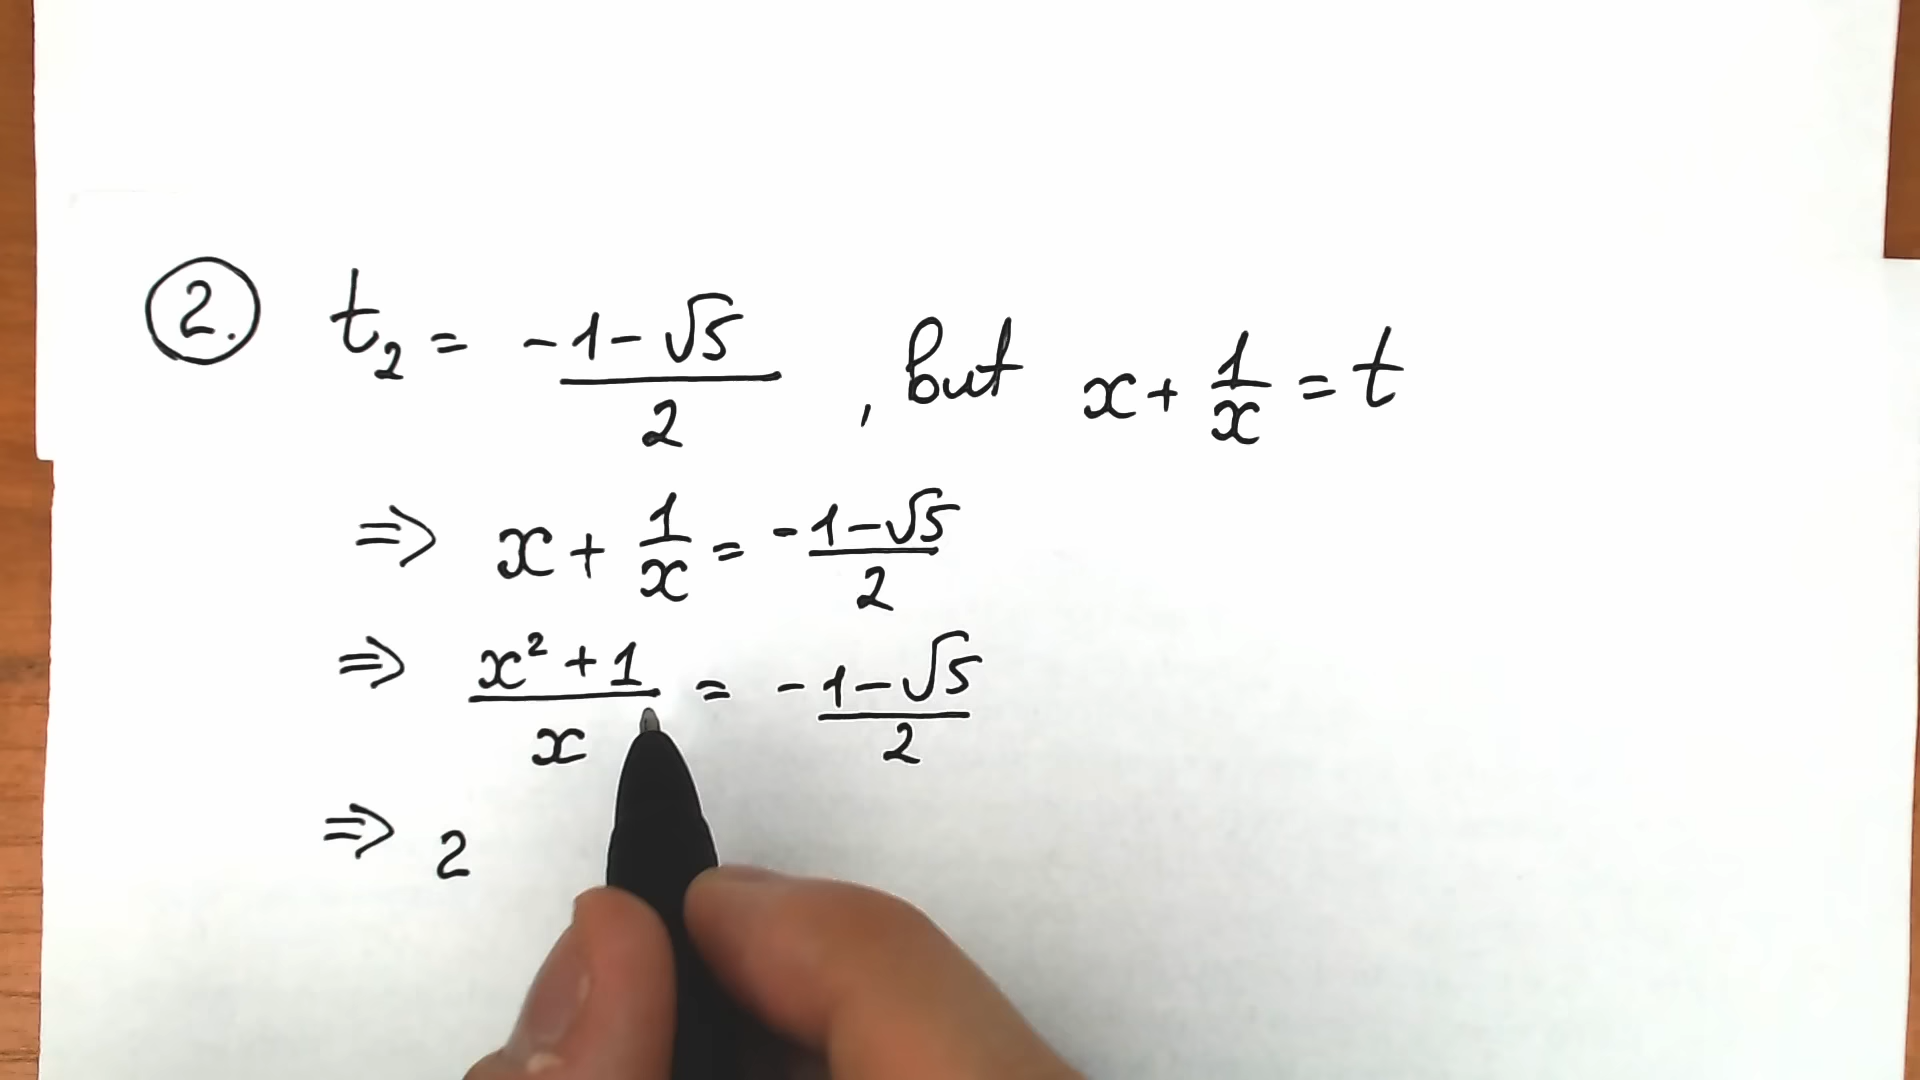 2. t₂ = (-1-√5)/2 , but x + 1/x = t
⇒ x + 1/x = (-1-√5)/2
⇒ (x²+1)/x = (-1-√5)/2
⇒ 2